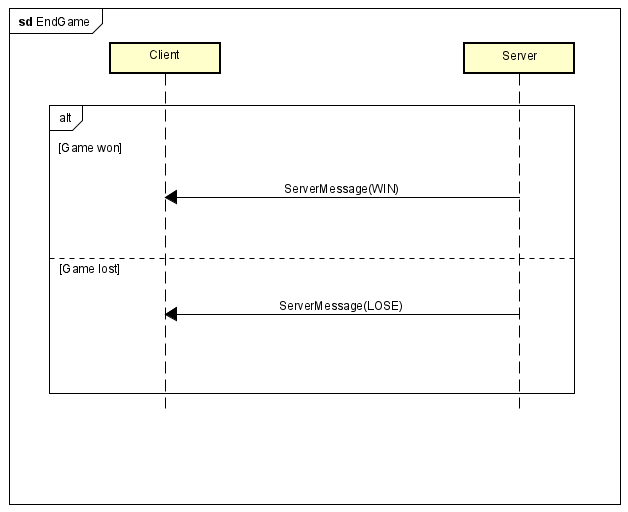 sd EndGame
Client
Server
alt
[Game won]
ServerMessage(WIN)
[Game lost]
ServerMessage(LOSE)